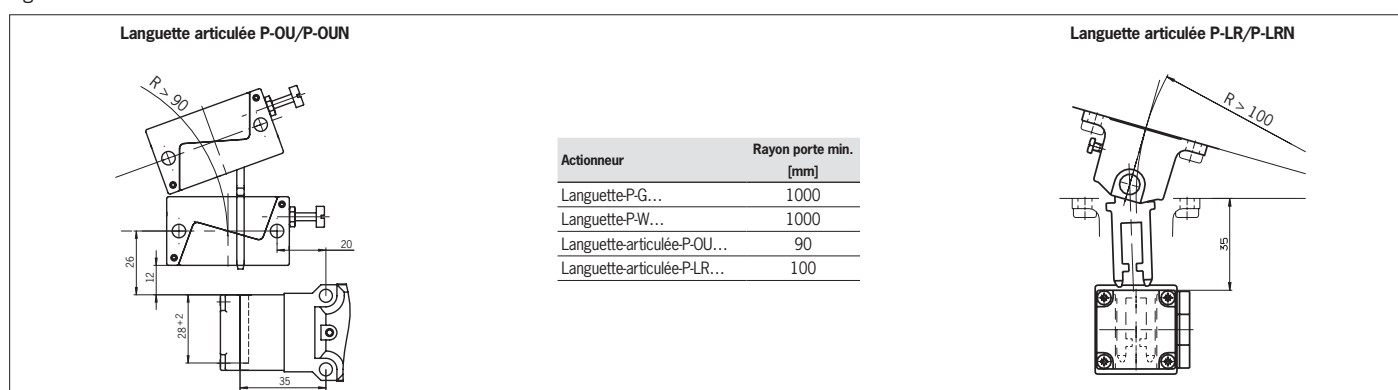 Languette articulée P-OU/P-OUN
R > 90
20
26
12
28+2
35
Actionneur
Rayon porte min.
[mm]
Languette-P-G… 1000
Languette-P-W… 1000
Languette-articulée-P-OU… 90
Languette-articulée-P-LR… 100
Languette articulée P-LR/P-LRN
R > 100
35